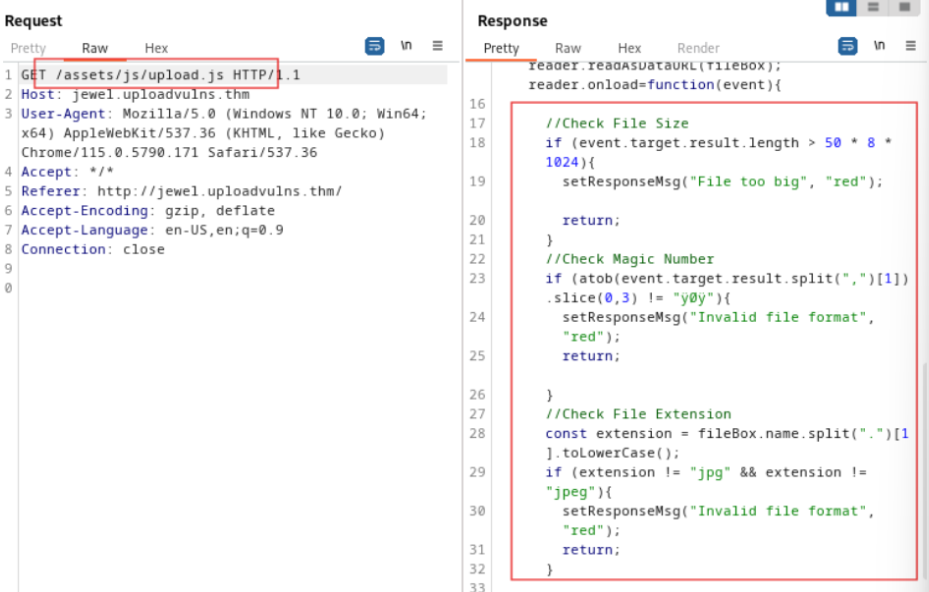 Request
Pretty Raw Hex
\n
1 GET /assets/js/upload.js HTTP/1.1
2 Host: jewel.uploadvulns.thm
3 User-Agent: Mozilla/5.0 (Windows NT 10.0; Win64;
x64) AppleWebKit/537.36 (KHTML, like Gecko)
Chrome/115.0.5790.171 Safari/537.36
4 Accept: */*
5 Referer: http://jewel.uploadvulns.thm/
6 Accept-Encoding: gzip, deflate
7 Accept-Language: en-US,en;q=0.9
8 Connection: close
9
0
Response
Pretty Raw Hex Render
\n
reader.readAsDataURL(fileBox);
reader.onload=function(event){
16
17 //Check File Size
18 if (event.target.result.length > 50 * 8 *
1024){
19 setResponseMsg("File too big", "red");
20 return;
21 }
22 //Check Magic Number
23 if (atob(event.target.result.split(",")[1])
.slice(0,3) != "ÿØÿ"){
24 setResponseMsg("Invalid file format",
"red");
25 return;
26 }
27 //Check File Extension
28 const extension = fileBox.name.split(".")[1
].toLowerCase();
29 if (extension != "jpg" && extension !=
"jpeg"){
30 setResponseMsg("Invalid file format",
"red");
31 return;
32 }
33